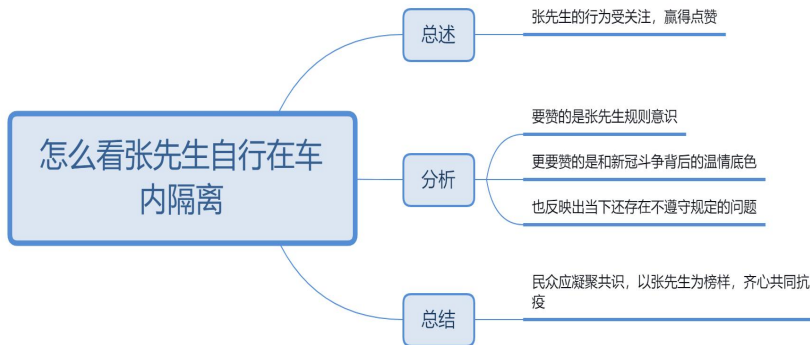 怎么看张先生自行在车
内隔离
总述
张先生的行为受关注，赢得点赞
分析
要赞的是张先生规则意识
更要赞的是和新冠斗争背后的温情底色
也反映出当下还存在不遵守规定的问题
总结
民众应凝聚共识，以张先生为榜样，齐心共同抗
疫